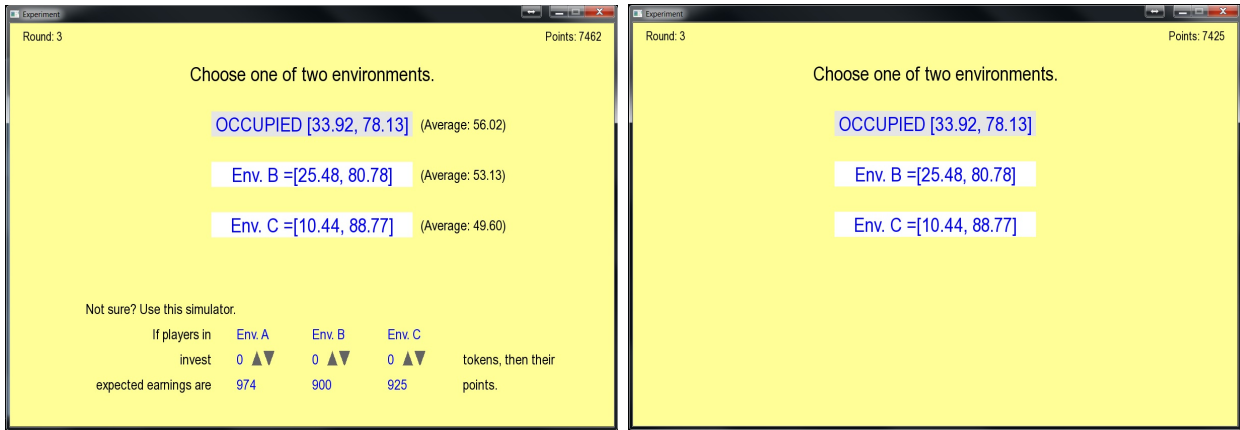 Experiment
Round: 3
Points: 7462
Choose one of two environments.
OCCUPIED [33.92, 78.13] (Average: 56.02)
Env. B =[25.48, 80.78] (Average: 53.13)
Env. C =[10.44, 88.77] (Average: 49.60)
Not sure? Use this simulator.
If players in Env. A Env. B Env. C
invest 0 0 0 tokens, then their
expected earnings are 974 900 925 points.
Experiment
Round: 3
Points: 7425
Choose one of two environments.
OCCUPIED [33.92, 78.13]
Env. B =[25.48, 80.78]
Env. C =[10.44, 88.77]